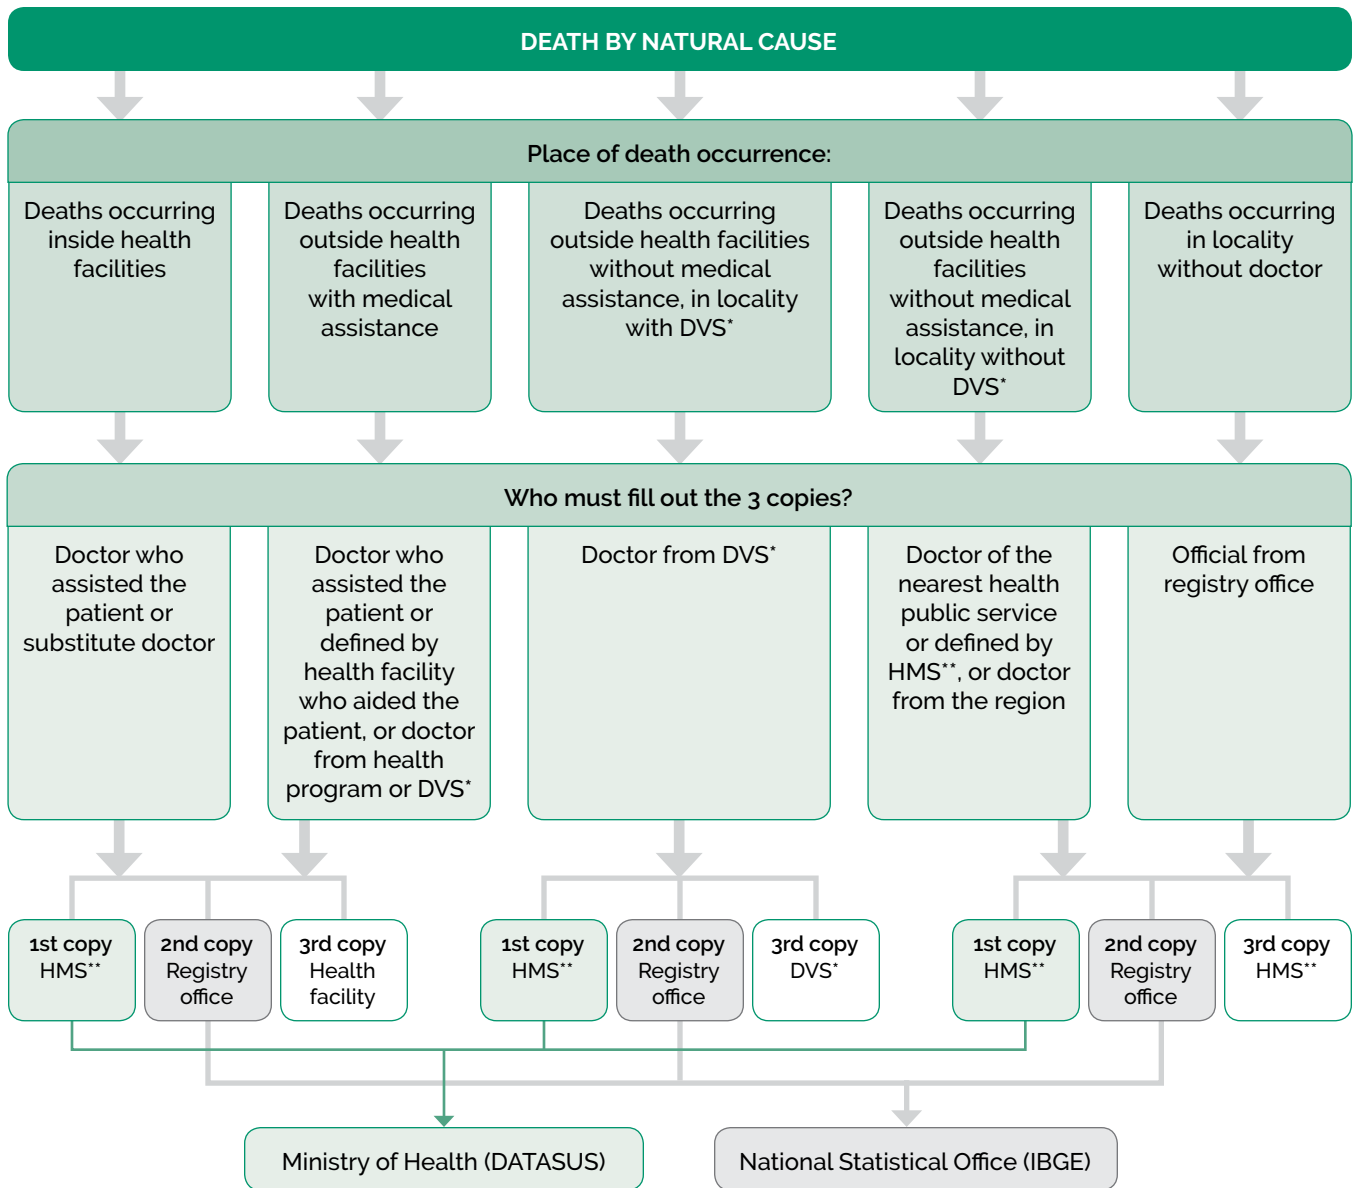 DEATH BY NATURAL CAUSE
Place of death occurrence:
Deaths occurring
inside health
facilities
Deaths occurring
outside health
facilities
with medical
assistance
Deaths occurring
outside health facilities
without medical
assistance, in locality
with DVS*
Deaths occurring
outside health
facilities
without medical
assistance, in
locality without
DVS*
Deaths occurring
in locality
without doctor
Who must fill out the 3 copies?
Doctor who
assisted the
patient or
substitute doctor
Doctor who
assisted the
patient or
defined by
health facility
who aided the
patient, or doctor
from health
program or DVS*
Doctor from DVS*
Doctor of the
nearest health
public service
or defined by
HMS**, or doctor
from the region
Official from
registry office
1st copy
HMS**
2nd copy
Registry
office
3rd copy
Health
facility
1st copy
HMS**
2nd copy
Registry
office
3rd copy
DVS*
1st copy
HMS**
2nd copy
Registry
office
3rd copy
HMS**
Ministry of Health (DATASUS)
National Statistical Office (IBGE)